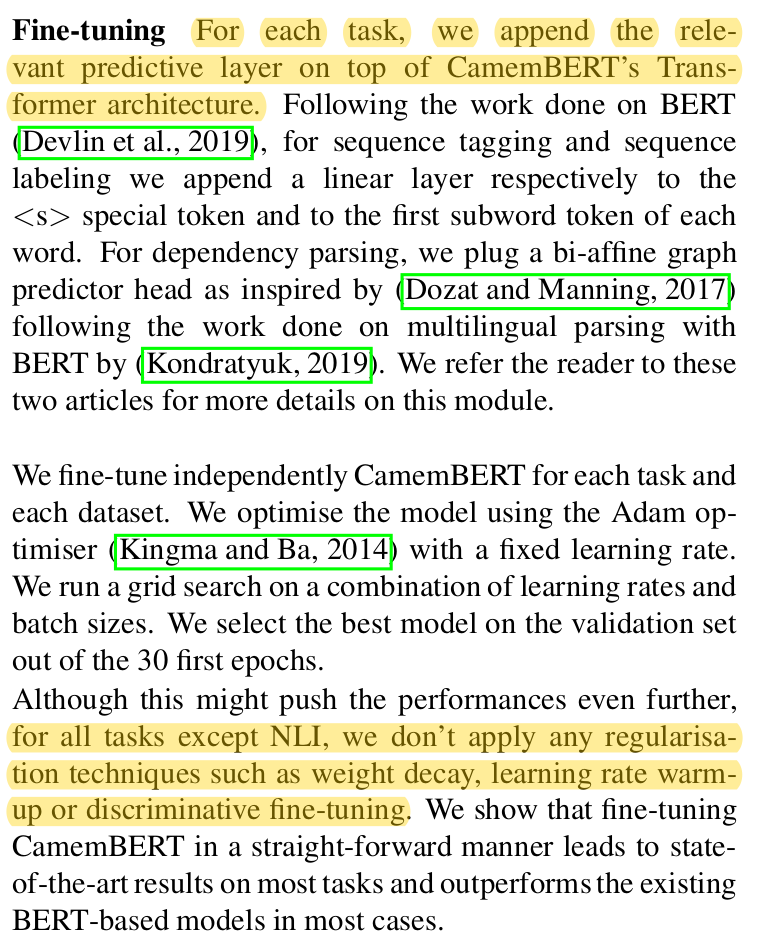 Fine-tuning For each task, we append the rele-
vant predictive layer on top of CamemBERT's Trans-
former architecture. Following the work done on BERT
(Devlin et al., 2019), for sequence tagging and sequence
labeling we append a linear layer respectively to the
<s> special token and to the first subword token of each
word. For dependency parsing, we plug a bi-affine graph
predictor head as inspired by (Dozat and Manning, 2017)
following the work done on multilingual parsing with
BERT by (Kondratyuk, 2019). We refer the reader to these
two articles for more details on this module.
We fine-tune independently CamemBERT for each task and
each dataset. We optimise the model using the Adam op-
timiser (Kingma and Ba, 2014) with a fixed learning rate.
We run a grid search on a combination of learning rates and
batch sizes. We select the best model on the validation set
out of the 30 first epochs.
Although this might push the performances even further,
for all tasks except NLI, we don't apply any regularisa-
tion techniques such as weight decay, learning rate warm-
up or discriminative fine-tuning. We show that fine-tuning
CamemBERT in a straight-forward manner leads to state-
of-the-art results on most tasks and outperforms the existing
BERT-based models in most cases.